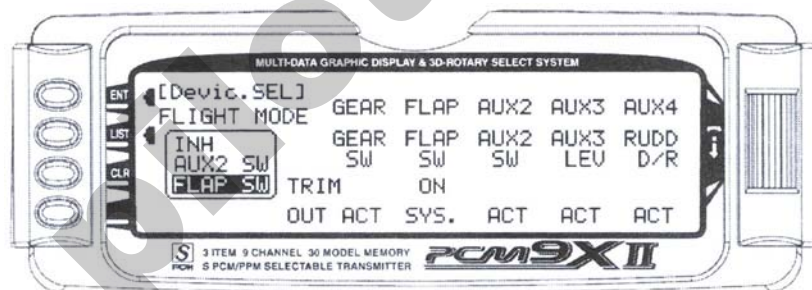 MULTI-DATA GRAPHIC DISPLAY & 3D-ROTARY SELECT SYSTEM
ENT
LIST
CLR
[Devic.SEL]
FLIGHT MODE
GEAR FLAP AUX2 AUX3 AUX4
INH
AUX2 SW
FLAP SW
GEAR FLAP AUX2 AUX3 RUDD
SW SW SW LEV D/R
TRIM ON
OUT ACT SYS. ACT ACT ACT
S PCM 3 ITEM 9 CHANNEL 30 MODEL MEMORY
S PCM/PPM SELECTABLE TRANSMITTER
PCM9XII